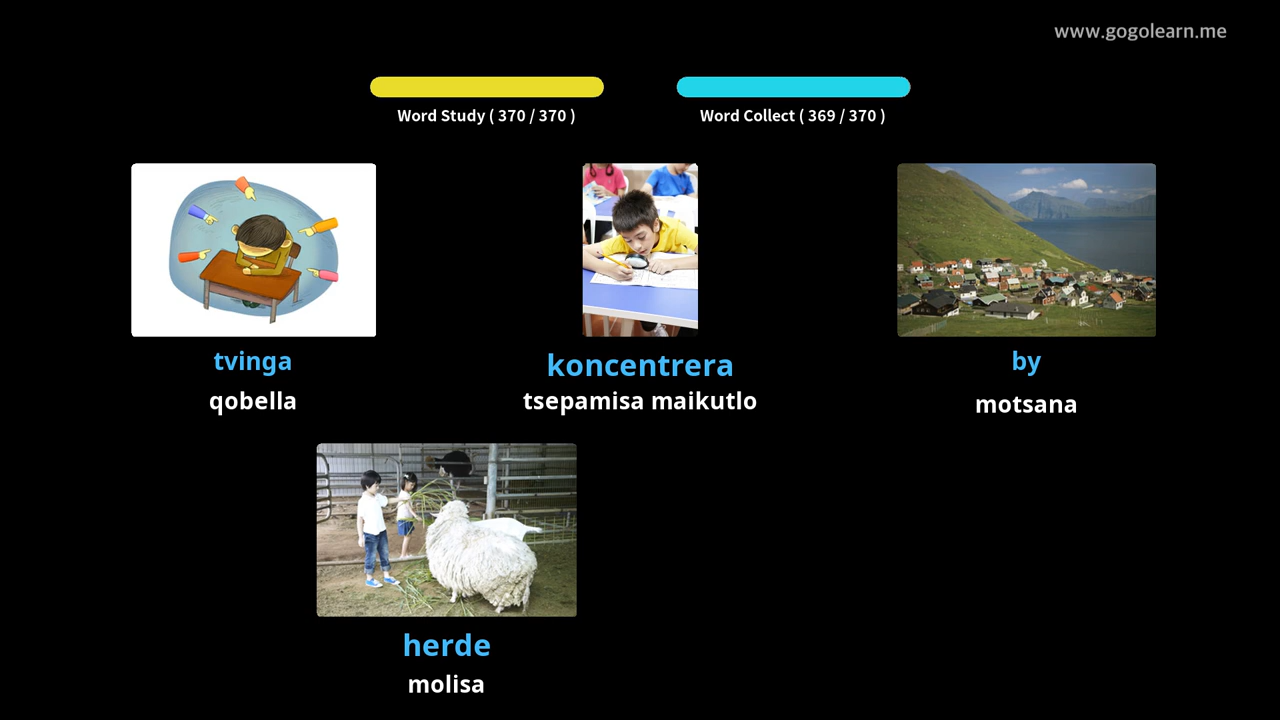 www.gogolearn.me
Word Study ( 370 / 370 )
Word Collect ( 369 / 370 )
tvinga
qobella
koncentrera
tsepamisa maikutlo
by
motsana
herde
molisa